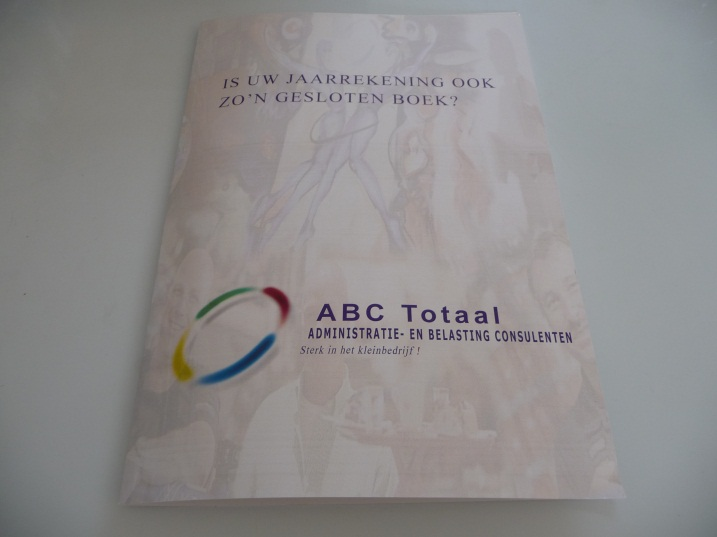 IS UW JAARREKENING OOK
ZO'N GESLOTEN BOEK?
ABC Totaal
ADMINISTRATIE- EN BELASTING CONSULENTEN
Sterk in het kleinbedrijf !